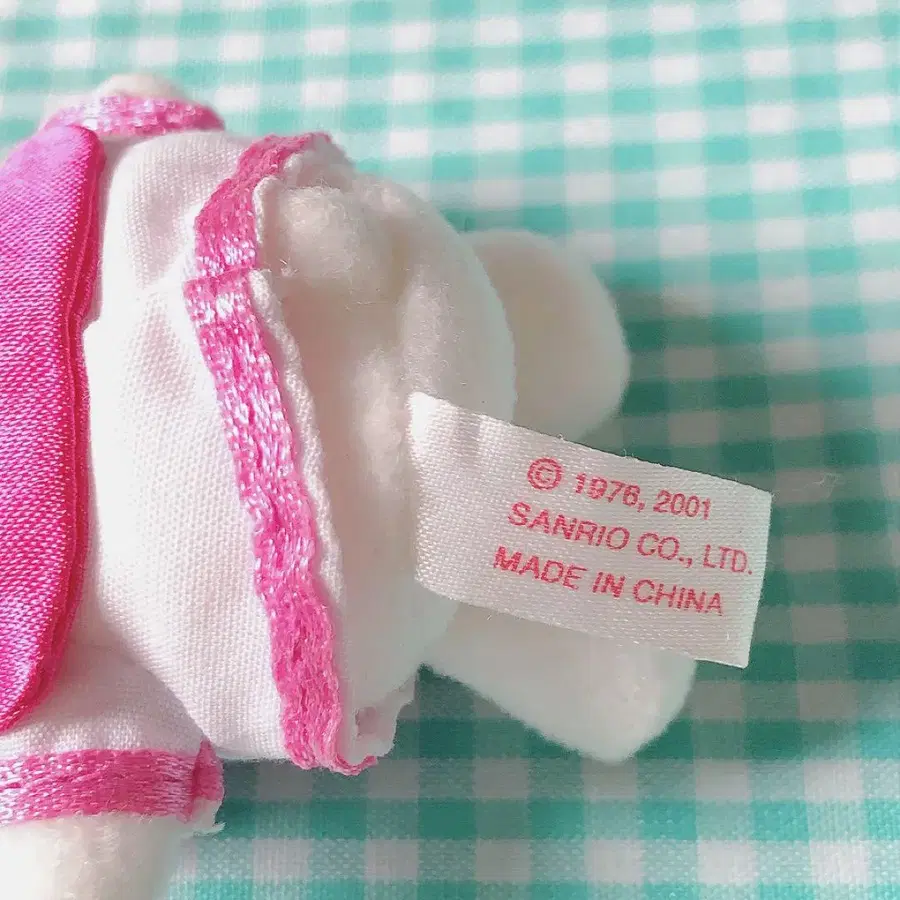 © 1976, 2001
SANRIO CO., LTD.
MADE IN CHINA